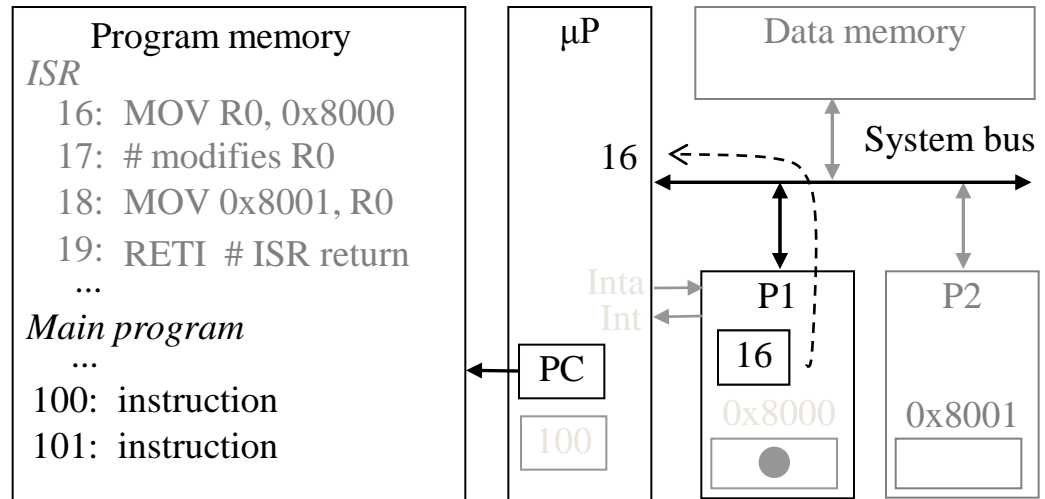 Program memory
ISR
16: MOV R0, 0x8000
17: # modifies R0
18: MOV 0x8001, R0
19: RETI # ISR return
...
Main program
...
100: instruction
101: instruction
μP
16
Inta
Int
PC
100
Data memory
System bus
P1
16
0x8000
P2
0x8001